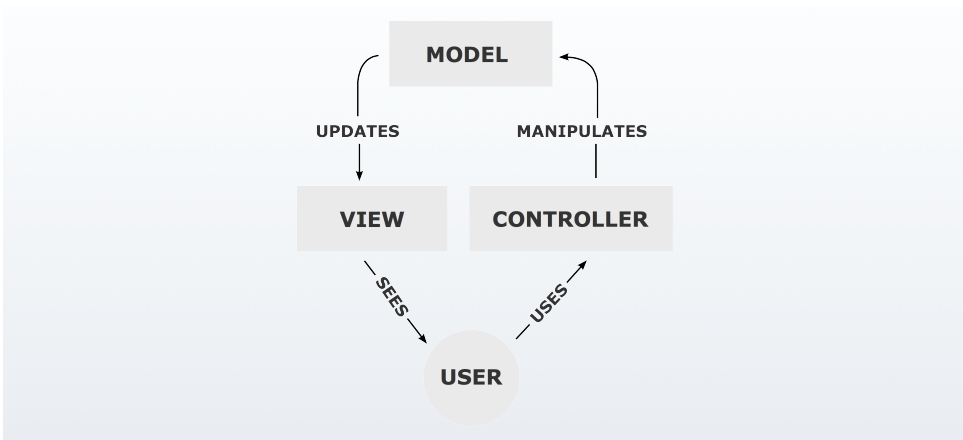 MODEL
UPDATES
MANIPULATES
VIEW
CONTROLLER
SEES
USES
USER